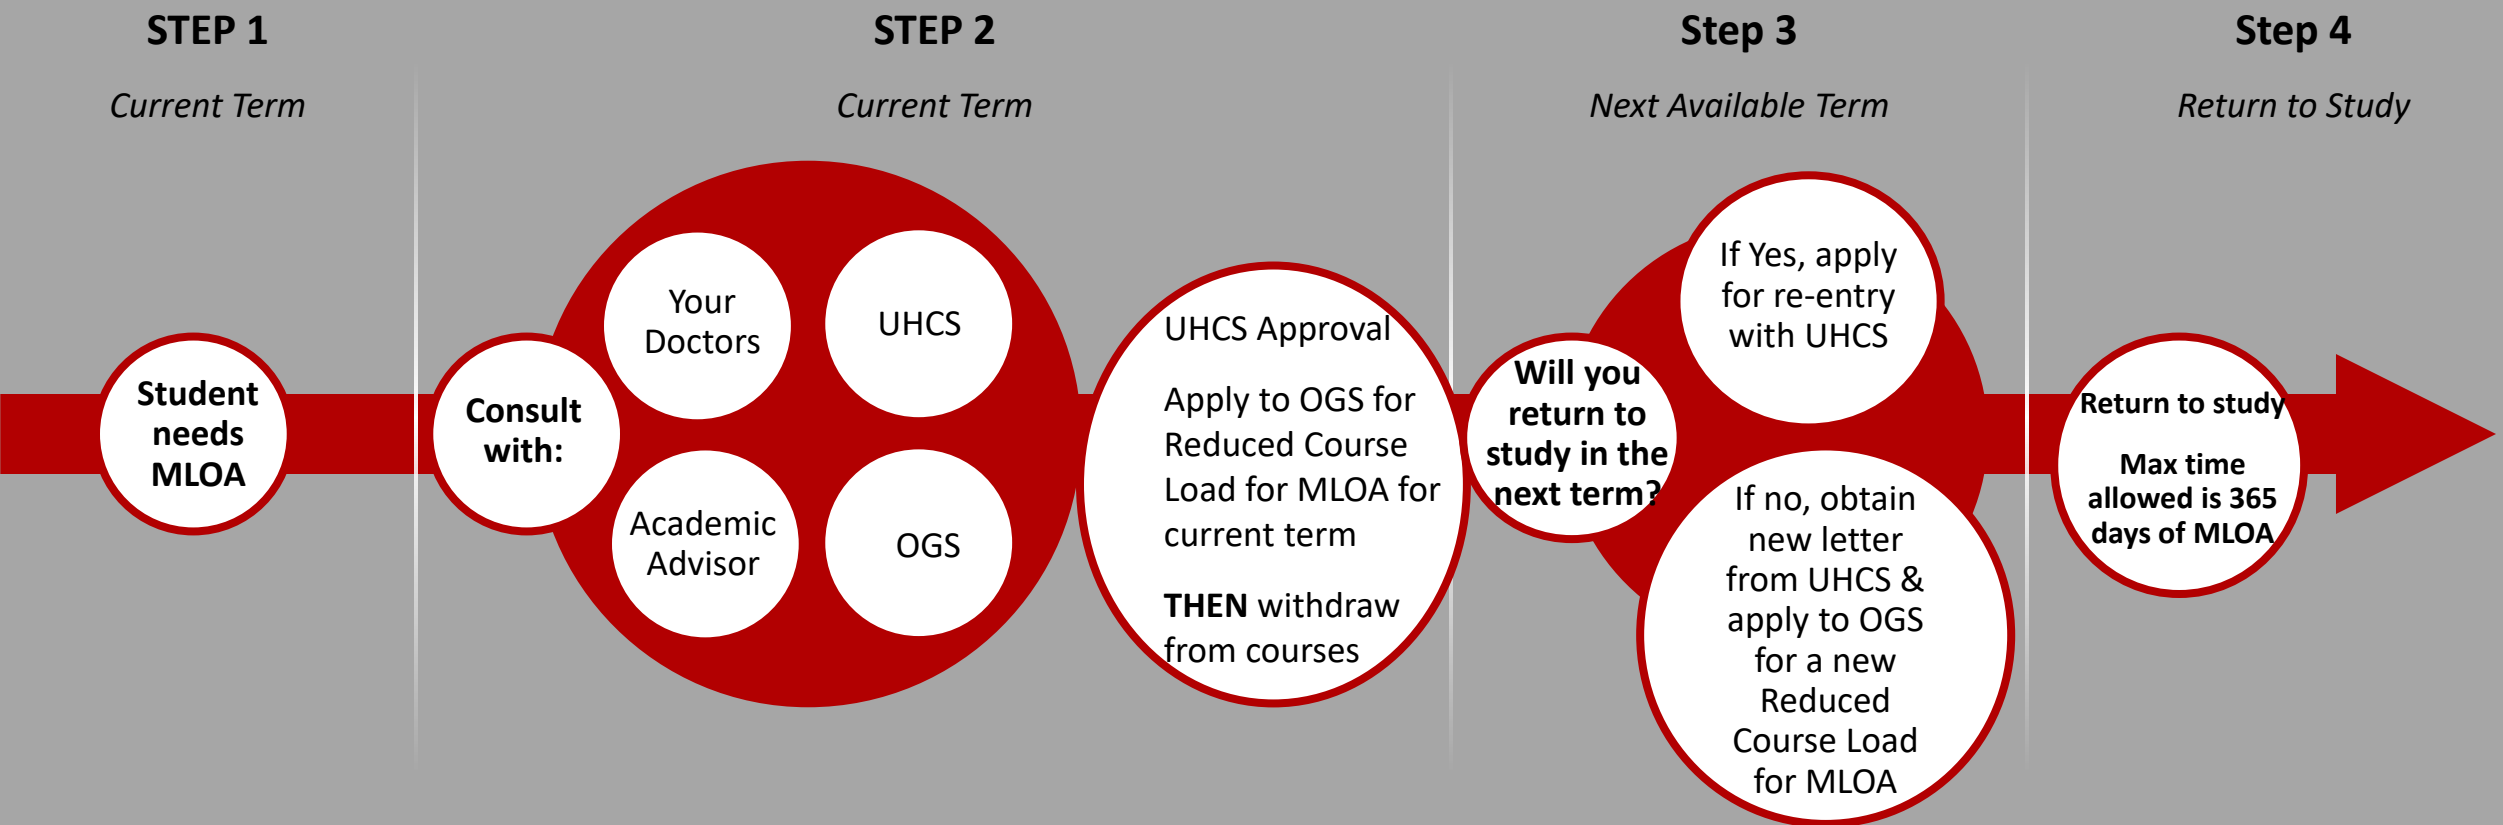 STEP 1
Current Term
Student
needs
MLOA
STEP 2
Current Term
Consult
with:
Your
Doctors
UHCS
Academic
Advisor
OGS
UHCS Approval
Apply to OGS for
Reduced Course
Load for MLOA for
current term
THEN withdraw
from courses
Step 3
Next Available Term
Will you
return to
study in the
next term?
If Yes, apply
for re-entry
with UHCS
If no, obtain
new letter
from UHCS &
apply to OGS
for a new
Reduced
Course Load
for MLOA
Step 4
Return to Study
Return to study
Max time
allowed is 365
days of MLOA